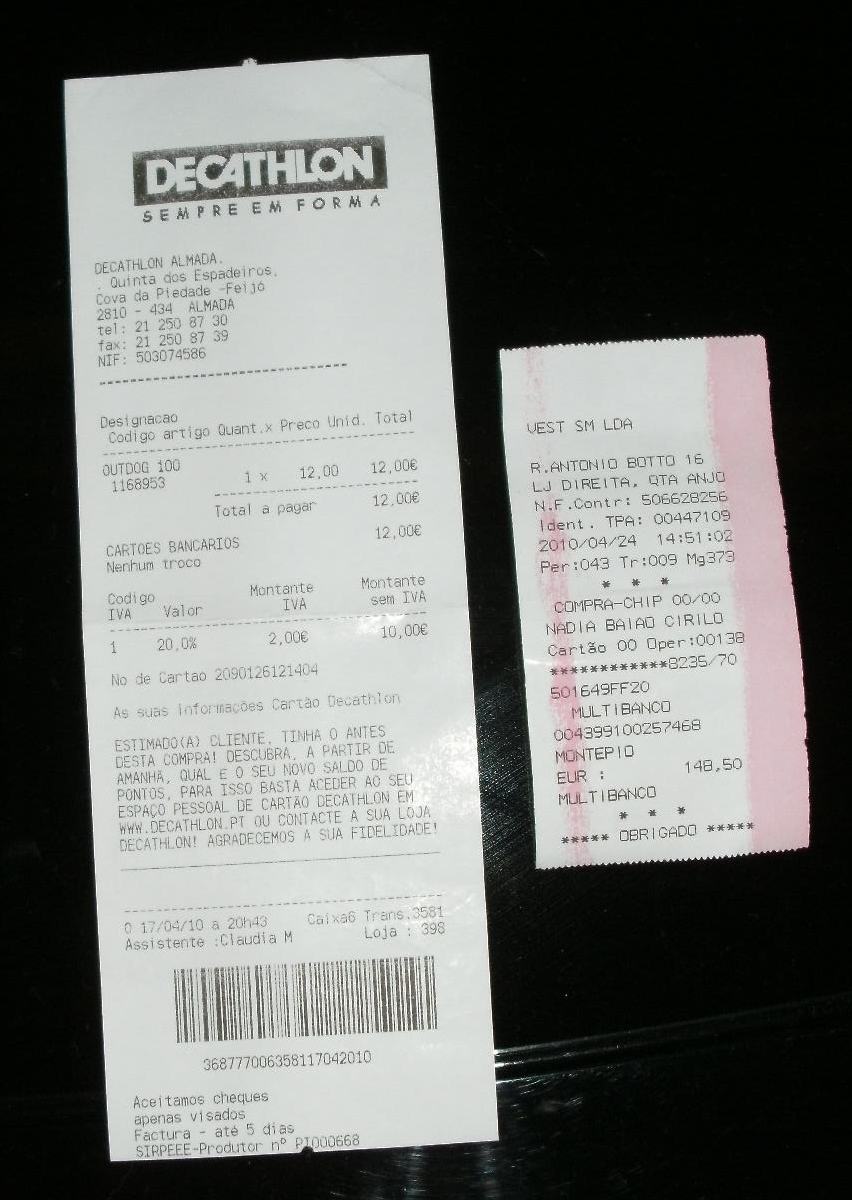 DECATHLON
SEMPRE EM FORMA
DECATHLON ALMADA.
. Quinta dos Espadeiros,
Cova da Piedade -Feijó
2810 - 434 ALMADA
tel: 21 250 87 30
fax: 21 250 87 39
NIF: 503074586
Designacao
Codigo artigo Quant.x Preco Unid. Total
OUTDOG 100
1168953 1 x 12,00 12,00€
Total a pagar 12,00€
CARTOES BANCARIOS 12,00€
Nenhum troco
Codigo IVA Valor Montante IVA Montante sem IVA
1 20,0% 2,00€ 10,00€
No de Cartao 2090126121404
As suas informacões Cartão Decathlon
ESTIMADO(A) CLIENTE, TINHA 0 ANTES
DESTA COMPRA! DESCUBRA, A PARTIR DE
AMANHÃ, QUAL E O SEU NOVO SALDO DE
PONTOS, PARA ISSO BASTA ACEDER AO SEU
ESPAÇO PESSOAL DE CARTÃO DECATHLON EM
WWW.DECATHLON.PT OU CONTACTE A SUA LOJA
DECATHLON! AGRADECEMOS A SUA FIDELIDADE!
O 17/04/10 a 20h43 Caixa6 Trans.3581
Assistente :Claudia M Loja : 398
368777006358117042010
Aceitamos cheques
apenas visados
Factura - até 5 dias
SIRPEEE-Produtor nº PT000668
VEST SM LDA
R.ANTONIO BOTTO 16
LJ DIREITA, QTA ANJO
N.F.Contr: 506628256
Ident. TPA: 00447109
2010/04/24 14:51:02
Per:043 Tr:009 Mg373
* * *
COMPRA-CHIP 00/00
NADIA BAIAO CIRILO
Cartão 00 Oper:00138
************8235/70
501649FF20
MULTIBANCO
004399100257468
MONTEPIO
EUR : 148,50
MULTIBANCO
* * *
***** OBRIGADO *****